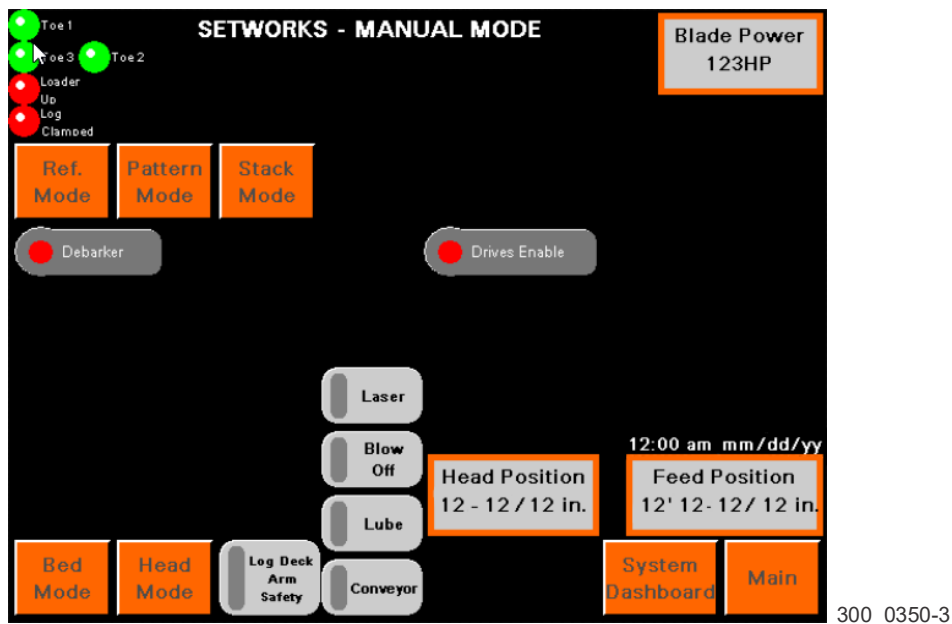 Toe 1
SETWORKS - MANUAL MODE
Blade Power
123HP
Toe 3
Toe 2
Loader
Up
Log
Clamped
Ref.
Mode
Pattern
Mode
Stack
Mode
Debarker
Drives Enable
Laser
Blow
Off
12:00 am mm/dd/yy
Head Position
12 - 12 / 12 in.
Feed Position
12' 12- 12/ 12 in.
Lube
Bed
Mode
Head
Mode
Log Deck
Arm
Safety
Conveyor
System
Dashboard
Main
300_0350-3